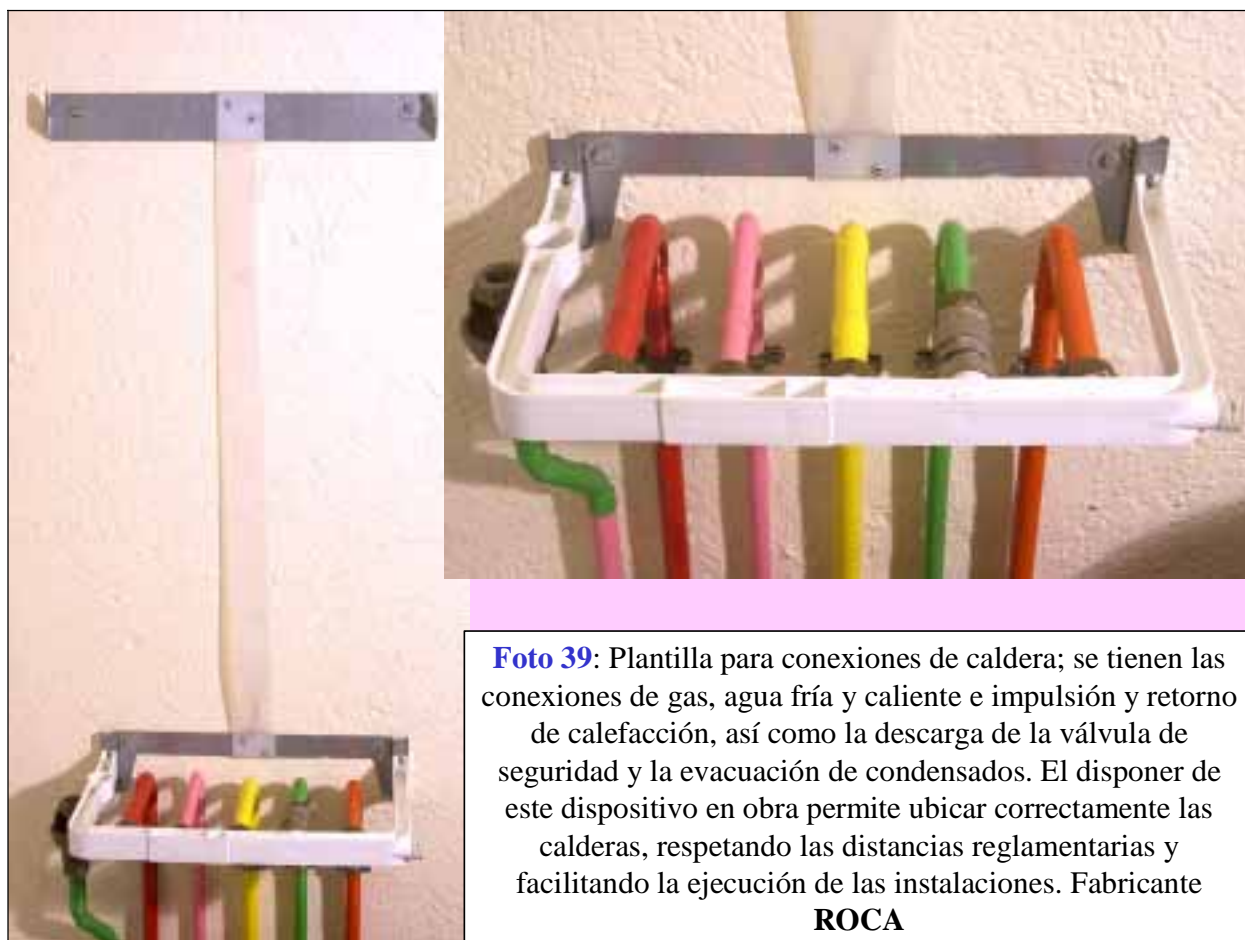 Foto 39: Plantilla para conexiones de caldera; se tienen las
conexiones de gas, agua fría y caliente e impulsión y retorno
de calefacción, así como la descarga de la válvula de
seguridad y la evacuación de condensados. El disponer de
este dispositivo en obra permite ubicar correctamente las
calderas, respetando las distancias reglamentarias y
facilitando la ejecución de las instalaciones. Fabricante
ROCA